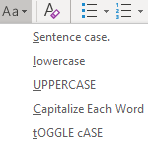 Aa
Sentence case.
lowercase
UPPERCASE
Capitalize Each Word
tOGGLE cASE